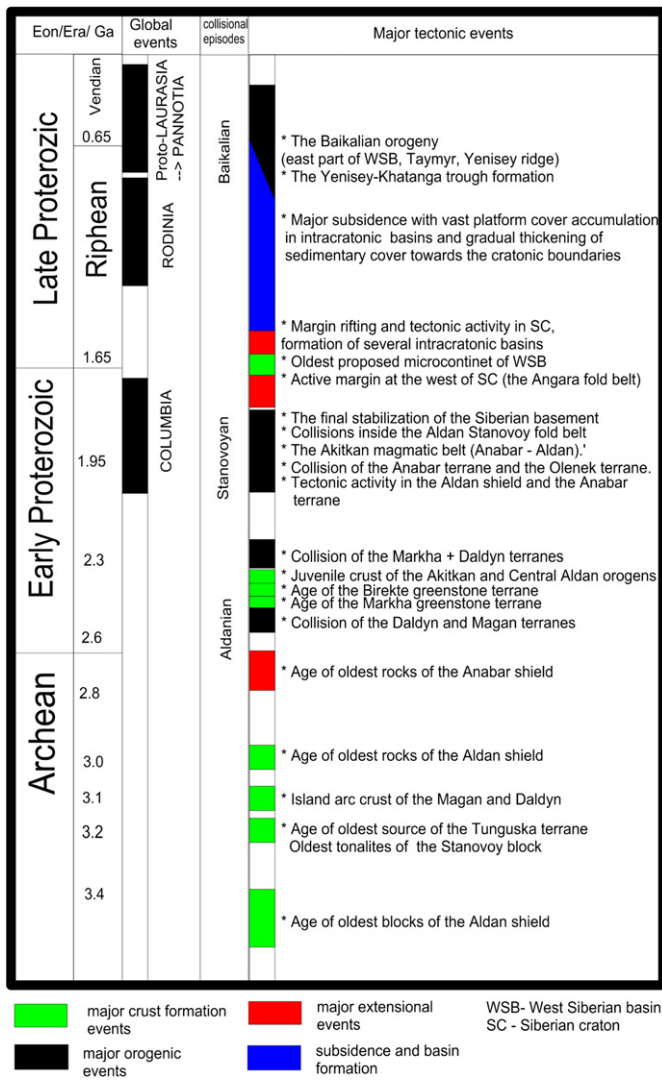 Eon/Era/ Ga
Global
events
collisional
episodes
Major tectonic events
Late Proterozic
Vendian
0.65
Riphean
1.65
Proto-LAURASIA
--> PANNOTIA
RODINIA
Baikalian
* The Baikalian orogeny
(east part of WSB, Taymyr, Yenisey ridge)
* The Yenisey-Khatanga trough formation
* Major subsidence with vast platform cover accumulation
in intracratonic basins and gradual thickening of
sedimentary cover towards the cratonic boundaries
* Margin rifting and tectonic activity in SC,
formation of several intracratonic basins
* Oldest proposed microcontinet of WSB
* Active margin at the west of SC (the Angara fold belt)
Early Proterozoic
1.95
2.3
2.6
COLUMBIA
Stanovoyan
* The final stabilization of the Siberian basement
* Collisions inside the Aldan Stanovoy fold belt
* The Akitkan magmatic belt (Anabar - Aldan).'
* Collision of the Anabar terrane and the Olenek terrane.
* Tectonic activity in the Aldan shield and the Anabar
terrane
Aldanian
* Collision of the Markha + Daldyn terranes
* Juvenile crust of the Akitkan and Central Aldan orogens
* Age of the Birekte greenstone terrane
* Age of the Markha greenstone terrane
* Collision of the Daldyn and Magan terranes
Archean
2.8
3.0
3.1
3.2
3.4
* Age of oldest rocks of the Anabar shield
* Age of oldest rocks of the Aldan shield
* Island arc crust of the Magan and Daldyn
* Age of oldest source of the Tunguska terrane
Oldest tonalites of the Stanovoy block
* Age of oldest blocks of the Aldan shield
major crust formation
events
major extensional
events
WSB- West Siberian basin
SC - Siberian craton
major orogenic
events
subsidence and basin
formation